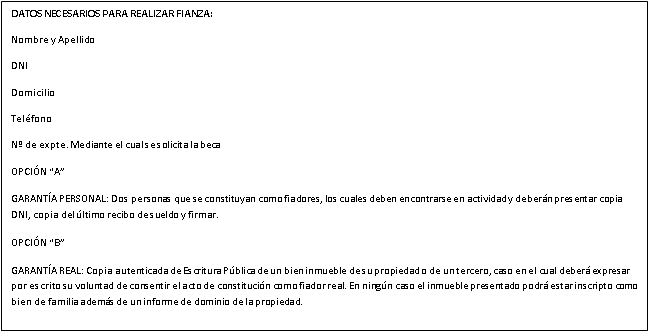 DATOS NECESARIOS PARA REALIZAR FIANZA:
Nombre y Apellido
DNI
Domicilio
Teléfono
Nº de expte. Mediante el cual se solicita la beca
OPCIÓN “A”
GARANTÍA PERSONAL: Dos personas que se constituyan como fiadores, los cuales deben encontrarse en actividad y deberán presentar copia
DNI, copia del último recibo de sueldo y firmar.
OPCIÓN “B”
GARANTÍA REAL: Copia autenticada de Escritura Pública de un bien inmueble de su propiedad o de un tercero, caso en el cual deberá expresar
por escrito su voluntad de consentir el acto de constitución como fiador real. En ningún caso el inmueble presentado podrá estar inscripto como
bien de familia además de un informe de dominio de la propiedad.